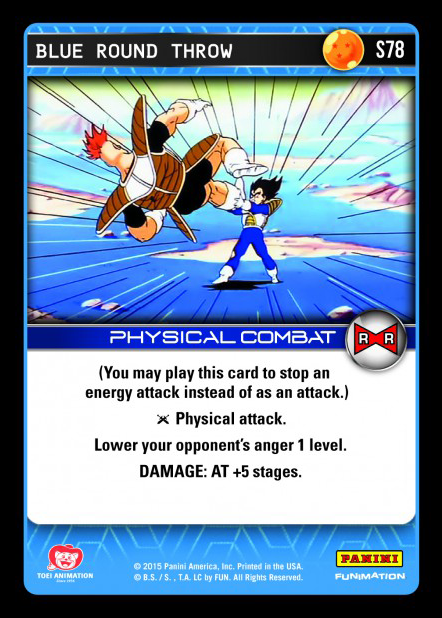 BLUE ROUND THROW S78
PHYSICAL COMBAT R R
(You may play this card to stop an
energy attack instead of as an attack.)
Physical attack.
Lower your opponent's anger 1 level.
DAMAGE: AT +5 stages.
TOEI ANIMATION
© 2015 Panini America, Inc. Printed in the USA.
© B.S./ S. , T.A. LC by FUN. All Rights Reserved.
PANINI
FUNIMATION